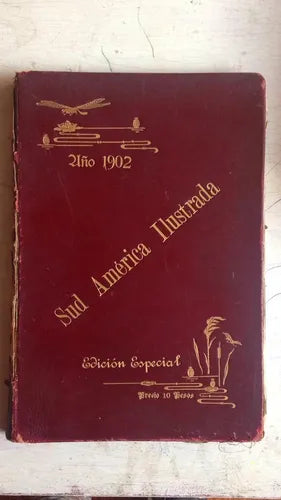 Año 1902
Sud América Ilustrada
Edición Especial
Precio 10 Pesos